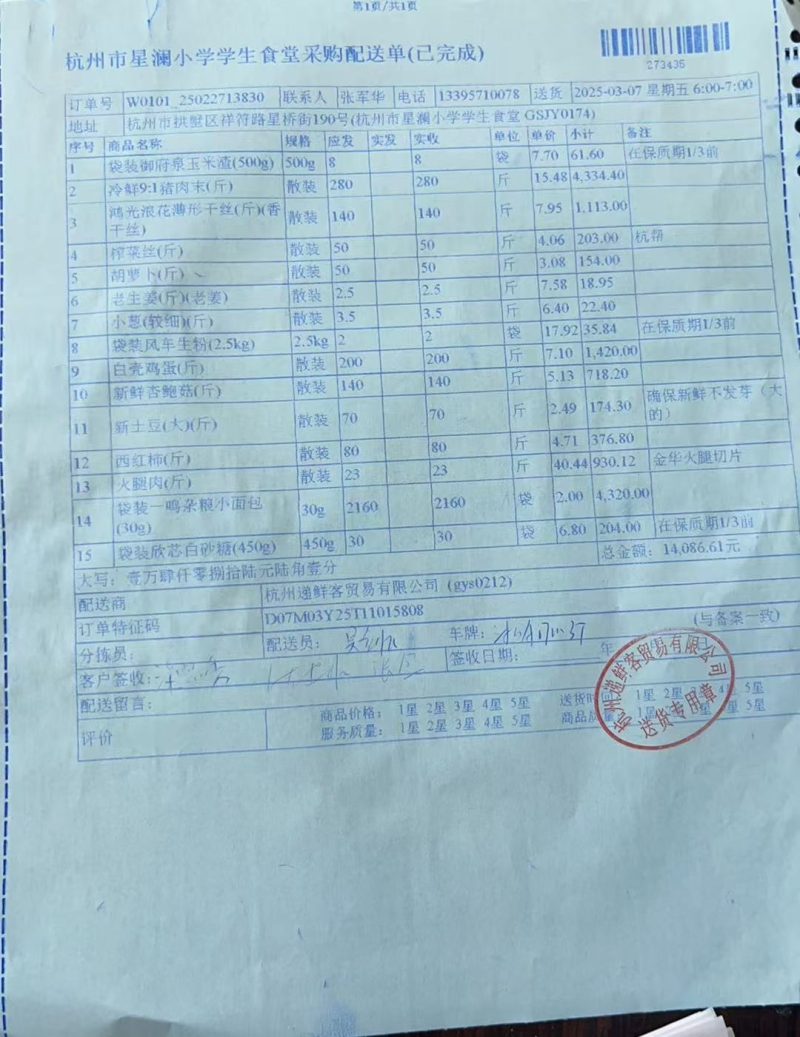 第1页/共1页
杭州市星澜小学学生食堂采购配送单(已完成)
273435
订单号 W0101_25022713830 联系人 张军华 电话 13395710078 送货 2025-03-07 星期五 6:00-7:00
地址 杭州市拱墅区祥符路星桥街190号(杭州市星澜小学学生食堂 GSJY0174)
序号 商品名称 规格 应发 实发 实收 单位 单价 小计 备注
1 袋装御府泉玉米渣(500g) 500g 8 8 袋 7.70 61.60 在保质期1/3前
2 冷鲜9:1猪肉末(斤) 散装 280 280 斤 15.48 4,334.40
3 鸿光浪花薄形干丝(斤)(香干丝) 散装 140 140 斤 7.95 1,113.00
4 榨菜丝(斤) 散装 50 50 斤 4.06 203.00 杭帮
5 胡萝卜(斤) 散装 50 50 斤 3.08 154.00
6 老生姜(斤)(老姜) 散装 2.5 2.5 斤 7.58 18.95
7 小葱(较细)(斤) 散装 3.5 3.5 斤 6.40 22.40
8 袋装风车生粉(2.5kg) 2.5kg 2 2 袋 17.92 35.84 在保质期1/3前
9 白壳鸡蛋(斤) 散装 200 200 斤 7.10 1,420.00
10 新鲜杏鲍菇(斤) 散装 140 140 斤 5.13 718.20
11 新土豆(大)(斤) 散装 70 70 斤 2.49 174.30 确保新鲜不发芽（大的）
12 西红柿(斤) 散装 80 80 斤 4.71 376.80
13 火腿肉(斤) 散装 23 23 斤 40.44 930.12 金华火腿切片
14 袋装一鸣杂粮小面包(30g) 30g 2160 2160 袋 2.00 4,320.00
15 袋装欣芯白砂糖(450g) 450g 30 30 袋 6.80 204.00 在保质期1/3前
总金额：14,086.61元
大写：壹万肆仟零捌拾陆元陆角壹分
配送商 杭州递鲜客贸易有限公司（gys0212)
订单特征码 D07M03Y25T11015808
分拣员： 配送员： 车牌： (与备案一致)
客户签收： 签收日期： 年
配送留言：
评价 商品价格： 1星 2星 3星 4星 5星 送货时间 1星 2星 4星 5星
服务质量： 1星 2星 3星 4星 5星 商品质量 1星 5星
杭州递鲜客贸易有限公司
送货专用章